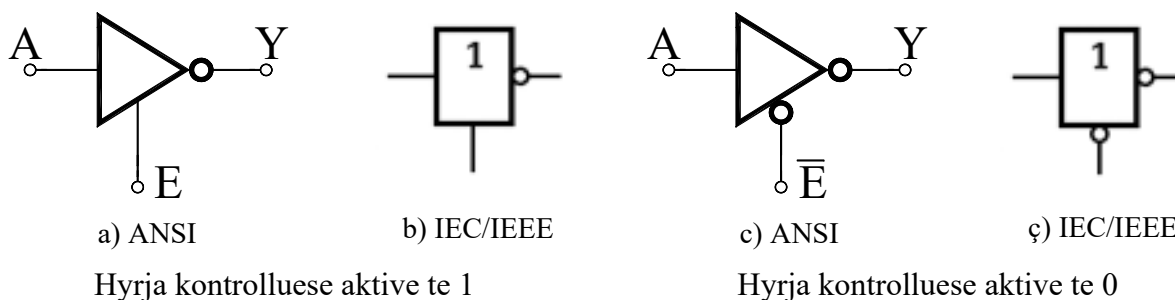 A Y 1 A Y 1
E E̅
a) ANSI b) IEC/IEEE c) ANSI ç) IEC/IEEE
Hyrja kontrolluese aktive te 1 Hyrja kontrolluese aktive te 0